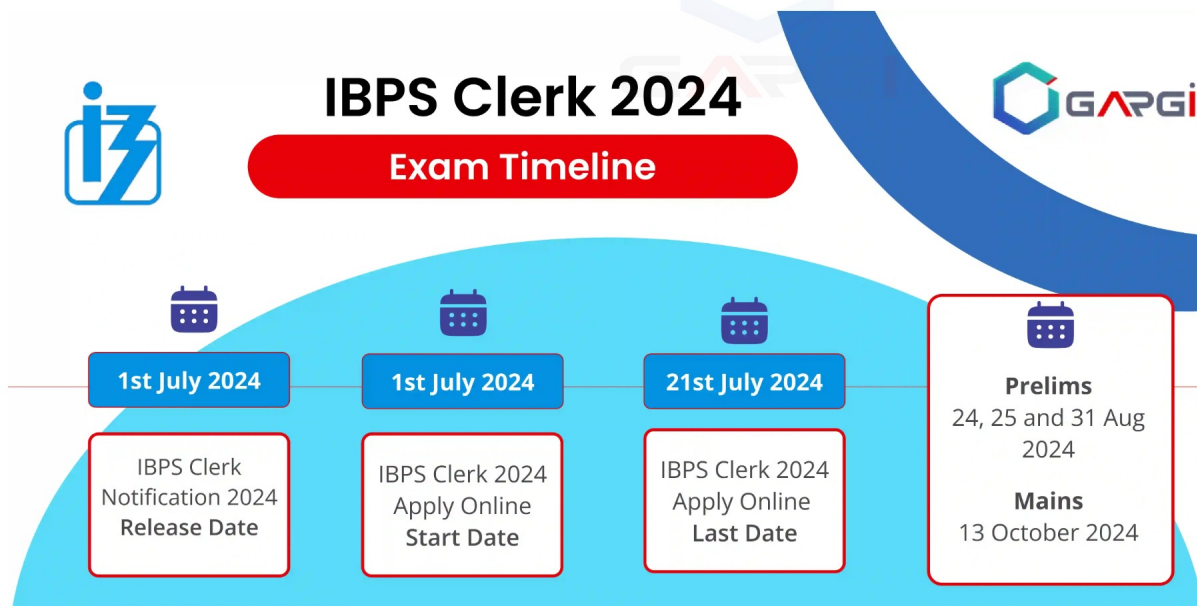 IBPS Clerk 2024
GARGI
Exam Timeline
1st July 2024
IBPS Clerk
Notification 2024
Release Date
1st July 2024
IBPS Clerk 2024
Apply Online
Start Date
21st July 2024
IBPS Clerk 2024
Apply Online
Last Date
Prelims
24, 25 and 31 Aug
2024
Mains
13 October 2024